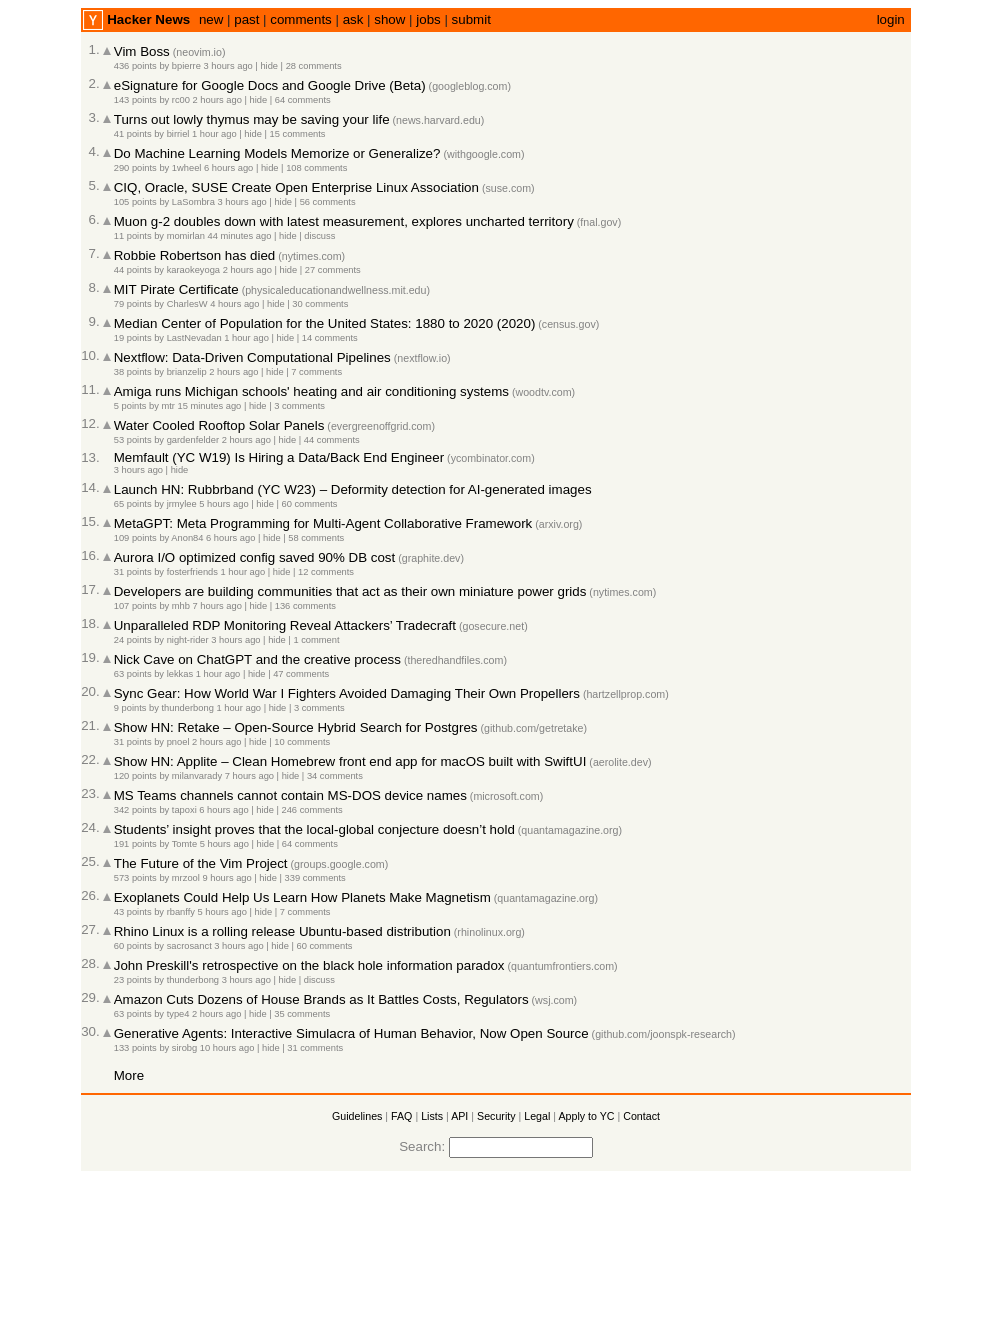 Y Hacker News new | past | comments | ask | show | jobs | submit login
1. Vim Boss (neovim.io)
436 points by bpierre 3 hours ago | hide | 28 comments
2. eSignature for Google Docs and Google Drive (Beta) (googleblog.com)
143 points by rc00 2 hours ago | hide | 64 comments
3. Turns out lowly thymus may be saving your life (news.harvard.edu)
41 points by birriel 1 hour ago | hide | 15 comments
4. Do Machine Learning Models Memorize or Generalize? (withgoogle.com)
290 points by 1wheel 6 hours ago | hide | 108 comments
5. CIQ, Oracle, SUSE Create Open Enterprise Linux Association (suse.com)
105 points by LaSombra 3 hours ago | hide | 56 comments
6. Muon g-2 doubles down with latest measurement, explores uncharted territory (fnal.gov)
11 points by momirlan 44 minutes ago | hide | discuss
7. Robbie Robertson has died (nytimes.com)
44 points by karaokeyoga 2 hours ago | hide | 27 comments
8. MIT Pirate Certificate (physicaleducationandwellness.mit.edu)
79 points by CharlesW 4 hours ago | hide | 30 comments
9. Median Center of Population for the United States: 1880 to 2020 (2020) (census.gov)
19 points by LastNevadan 1 hour ago | hide | 14 comments
10. Nextflow: Data-Driven Computational Pipelines (nextflow.io)
38 points by brianzelip 2 hours ago | hide | 7 comments
11. Amiga runs Michigan schools' heating and air conditioning systems (woodtv.com)
5 points by mtr 15 minutes ago | hide | 3 comments
12. Water Cooled Rooftop Solar Panels (evergreenoffgrid.com)
53 points by gardenfelder 2 hours ago | hide | 44 comments
13. Memfault (YC W19) Is Hiring a Data/Back End Engineer (ycombinator.com)
3 hours ago | hide
14. Launch HN: Rubbrband (YC W23) – Deformity detection for AI-generated images
65 points by jrmylee 5 hours ago | hide | 60 comments
15. MetaGPT: Meta Programming for Multi-Agent Collaborative Framework (arxiv.org)
109 points by Anon84 6 hours ago | hide | 58 comments
16. Aurora I/O optimized config saved 90% DB cost (graphite.dev)
31 points by fosterfriends 1 hour ago | hide | 12 comments
17. Developers are building communities that act as their own miniature power grids (nytimes.com)
107 points by mhb 7 hours ago | hide | 136 comments
18. Unparalleled RDP Monitoring Reveal Attackers’ Tradecraft (gosecure.net)
24 points by night-rider 3 hours ago | hide | 1 comment
19. Nick Cave on ChatGPT and the creative process (theredhandfiles.com)
63 points by lekkas 1 hour ago | hide | 47 comments
20. Sync Gear: How World War I Fighters Avoided Damaging Their Own Propellers (hartzellprop.com)
9 points by thunderbong 1 hour ago | hide | 3 comments
21. Show HN: Retake – Open-Source Hybrid Search for Postgres (github.com/getretake)
31 points by pnoel 2 hours ago | hide | 10 comments
22. Show HN: Applite – Clean Homebrew front end app for macOS built with SwiftUI (aerolite.dev)
120 points by milanvarady 7 hours ago | hide | 34 comments
23. MS Teams channels cannot contain MS-DOS device names (microsoft.com)
342 points by tapoxi 6 hours ago | hide | 246 comments
24. Students’ insight proves that the local-global conjecture doesn’t hold (quantamagazine.org)
191 points by Tomte 5 hours ago | hide | 64 comments
25. The Future of the Vim Project (groups.google.com)
573 points by mrzool 9 hours ago | hide | 339 comments
26. Exoplanets Could Help Us Learn How Planets Make Magnetism (quantamagazine.org)
43 points by rbanffy 5 hours ago | hide | 7 comments
27. Rhino Linux is a rolling release Ubuntu-based distribution (rhinolinux.org)
60 points by sacrosanct 3 hours ago | hide | 60 comments
28. John Preskill's retrospective on the black hole information paradox (quantumfrontiers.com)
23 points by thunderbong 3 hours ago | hide | discuss
29. Amazon Cuts Dozens of House Brands as It Battles Costs, Regulators (wsj.com)
63 points by type4 2 hours ago | hide | 35 comments
30. Generative Agents: Interactive Simulacra of Human Behavior, Now Open Source (github.com/joonspk-research)
133 points by sirobg 10 hours ago | hide | 31 comments
More
Guidelines | FAQ | Lists | API | Security | Legal | Apply to YC | Contact
Search: